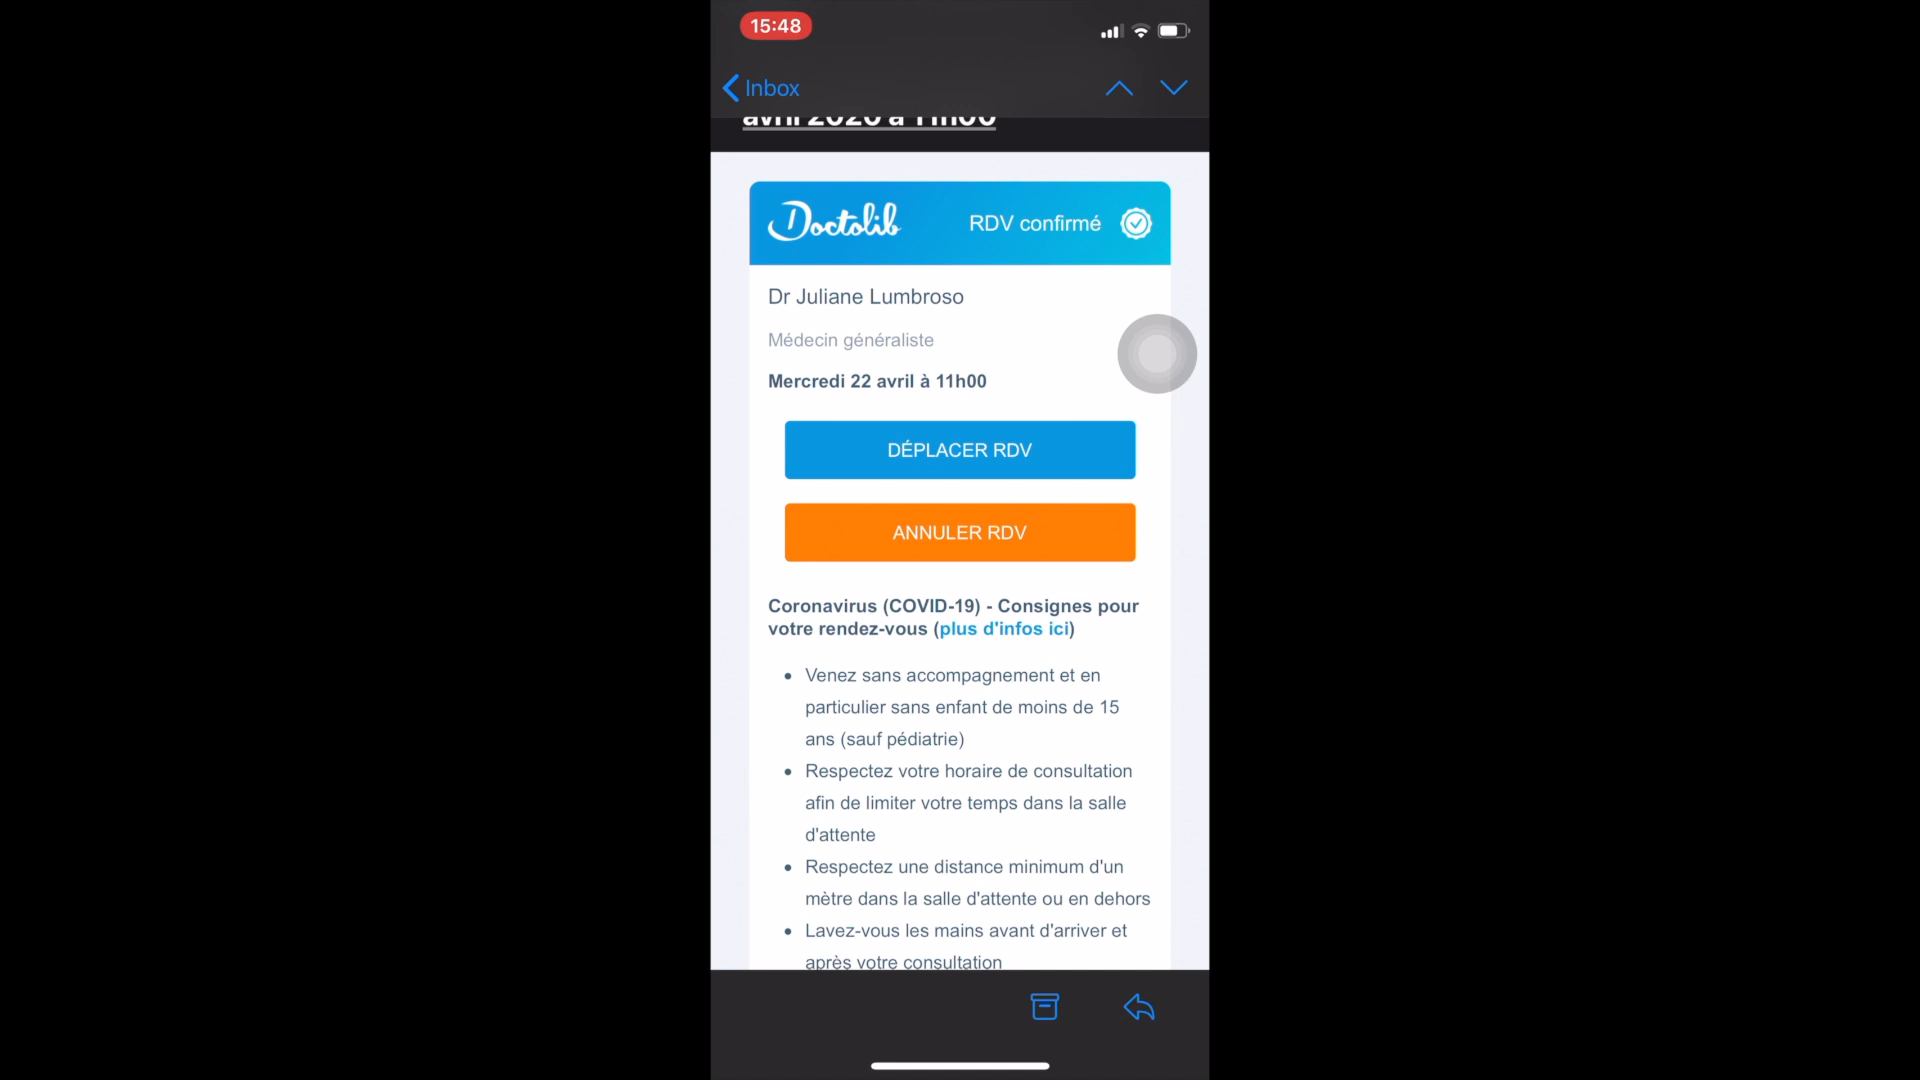 15:48
Inbox
avril 2020 à 11h00
Doctolib
RDV confirmé
Dr Juliane Lumbroso
Médecin généraliste
Mercredi 22 avril à 11h00
DÉPLACER RDV
ANNULER RDV
Coronavirus (COVID-19) - Consignes pour
votre rendez-vous (plus d'infos ici)
• Venez sans accompagnement et en
particulier sans enfant de moins de 15
ans (sauf pédiatrie)
• Respectez votre horaire de consultation
afin de limiter votre temps dans la salle
d'attente
• Respectez une distance minimum d'un
mètre dans la salle d'attente ou en dehors
• Lavez-vous les mains avant d'arriver et
après votre consultation